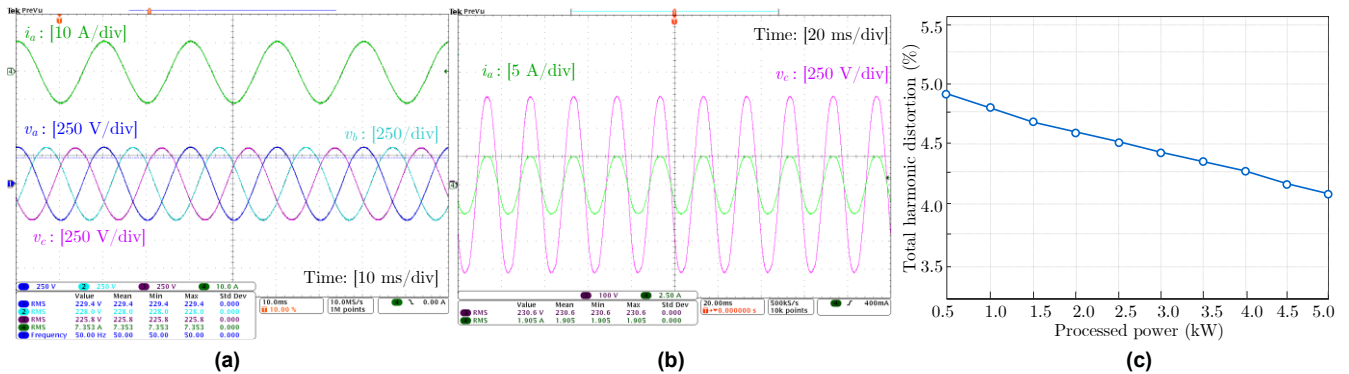 Tek PreVu
i_a : [10 A/div]
v_a : [250 V/div]
v_b : [250/div]
v_c : [250 V/div]
Time: [10 ms/div]
250 V 2 250 V 250 V 10.0 A
Value Mean Min Max Std Dev
RMS 229.4 V 229.4 229.4 229.4 0.000
2 RMS 228.0 V 228.0 228.0 228.0 0.000
RMS 225.8 V 225.8 225.8 225.8 0.000
RMS 7.353 A 7.353 7.353 7.353 0.000
Frequency 50.00 Hz 50.00 50.00 50.00 0.000
10.0ms
10.00 %
10.0MS/s
1M points
4 0.00 A
(a)
Tek PreVu
Time: [20 ms/div]
i_a : [5 A/div]
v_c : [250 V/div]
100 V 2.50 A
Value Mean Min Max Std Dev
RMS 230.6 V 230.6 230.6 230.6 0.000
RMS 1.905 A 1.905 1.905 1.905 0.000
20.00ms
0.00000 s
500kS/s
10k points
400mA
(b)
Total harmonic distortion (%)
5.5
5.0
4.5
4.0
3.5
0.5 1.0 1.5 2.0 2.5 3.0 3.5 4.0 4.5 5.0
Processed power (kW)
(c)